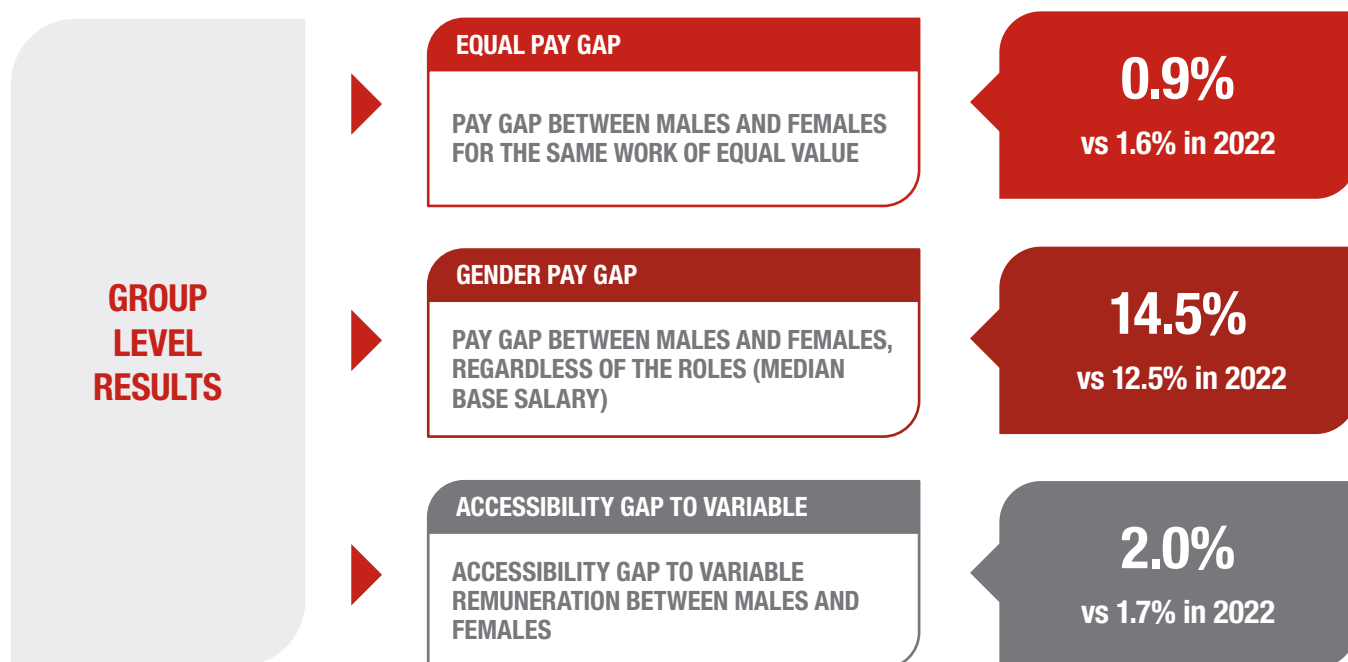 GROUP
LEVEL
RESULTS
EQUAL PAY GAP
PAY GAP BETWEEN MALES AND FEMALES
FOR THE SAME WORK OF EQUAL VALUE
0.9%
vs 1.6% in 2022
GENDER PAY GAP
PAY GAP BETWEEN MALES AND FEMALES,
REGARDLESS OF THE ROLES (MEDIAN
BASE SALARY)
14.5%
vs 12.5% in 2022
ACCESSIBILITY GAP TO VARIABLE
ACCESSIBILITY GAP TO VARIABLE
REMUNERATION BETWEEN MALES AND
FEMALES
2.0%
vs 1.7% in 2022